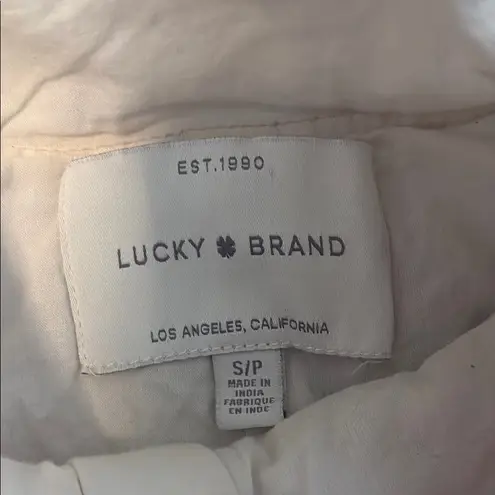 EST.1990
LUCKY BRAND
LOS ANGELES, CALIFORNIA
S/P
MADE IN
INDIA
FABRIQUE
EN INDE